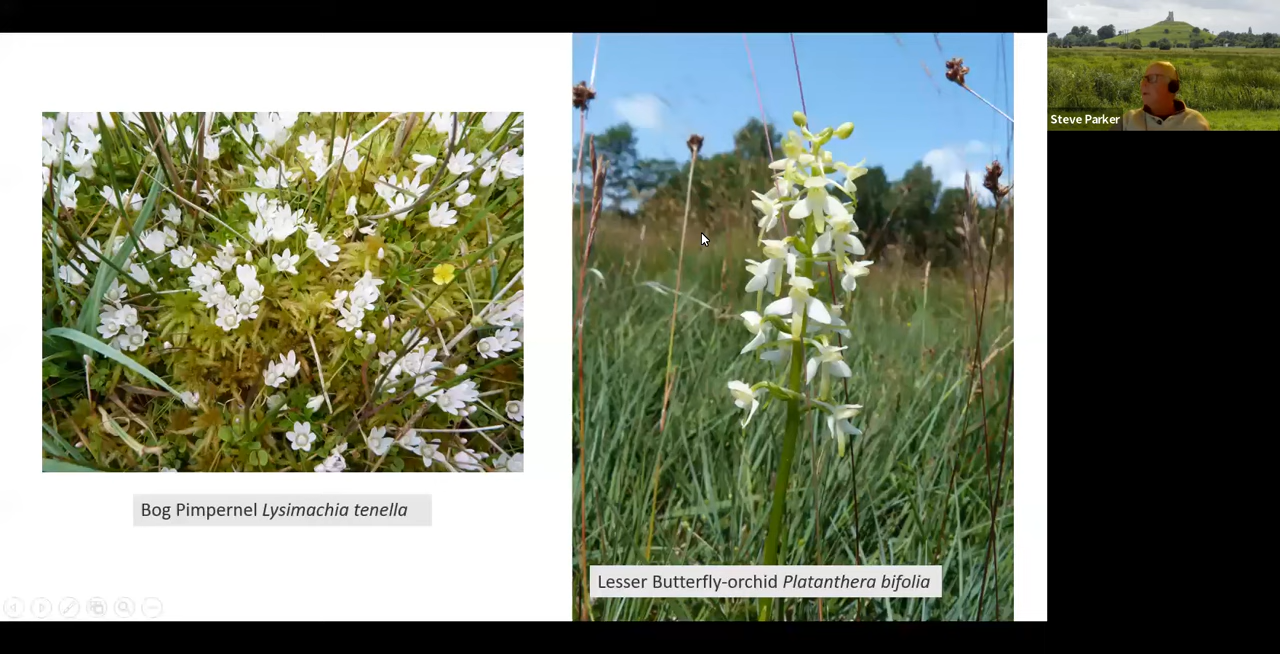 Steve Parker
Bog Pimpernel Lysimachia tenella
Lesser Butterfly-orchid Platanthera bifolia